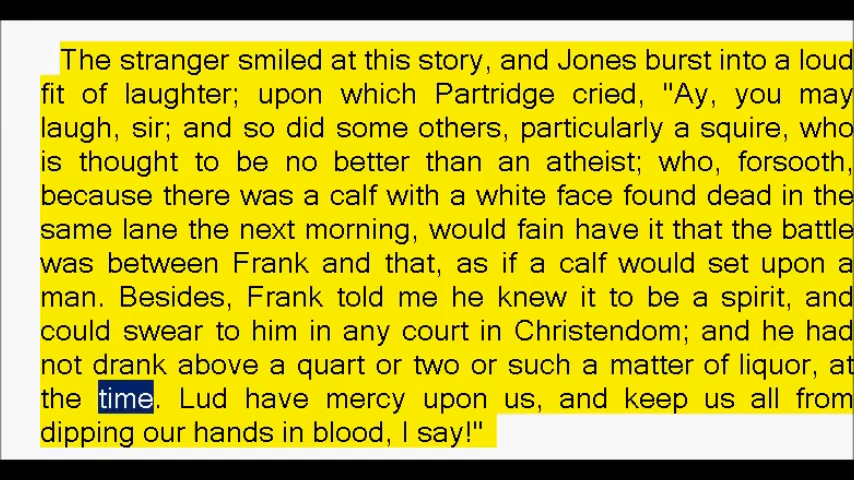 The stranger smiled at this story, and Jones burst into a loud
fit of laughter; upon which Partridge cried, "Ay, you may
laugh, sir; and so did some others, particularly a squire, who
is thought to be no better than an atheist; who, forsooth,
because there was a calf with a white face found dead in the
same lane the next morning, would fain have it that the battle
was between Frank and that, as if a calf would set upon a
man. Besides, Frank told me he knew it to be a spirit, and
could swear to him in any court in Christendom; and he had
not drank above a quart or two or such a matter of liquor, at
the time. Lud have mercy upon us, and keep us all from
dipping our hands in blood, I say!"